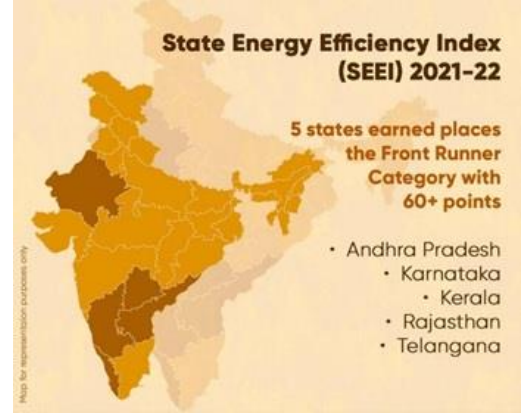 State Energy Efficiency Index
(SEEI) 2021-22
5 states earned places
the Front Runner
Category with
60+ points
• Andhra Pradesh
• Karnataka
• Kerala
• Rajasthan
• Telangana
Map for representation purposes only